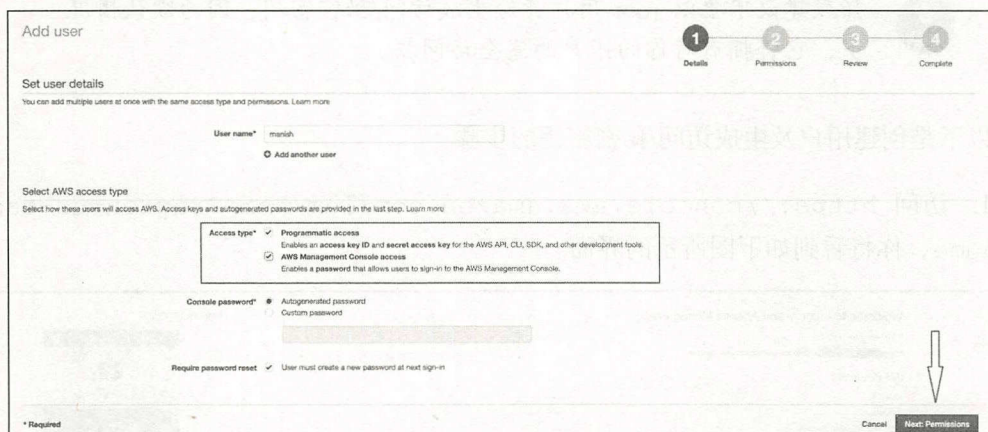 Add user
1 2 3 4
Details Permissions Review Complete
Set user details
You can add multiple users at once with the same access type and permissions. Learn more
User name* manish
Add another user
Select AWS access type
Select how these users will access AWS. Access keys and autogenerated passwords are provided in the last step. Learn more
Access type* Programmatic access
Enables an access key ID and secret access key for the AWS API, CLI, SDK, and other development tools.
AWS Management Console access
Enables a password that allows users to sign-in to the AWS Management Console.
Console password* Autogenerated password
Custom password
Require password reset User must create a new password at next sign-in
* Required
Cancel Next: Permissions